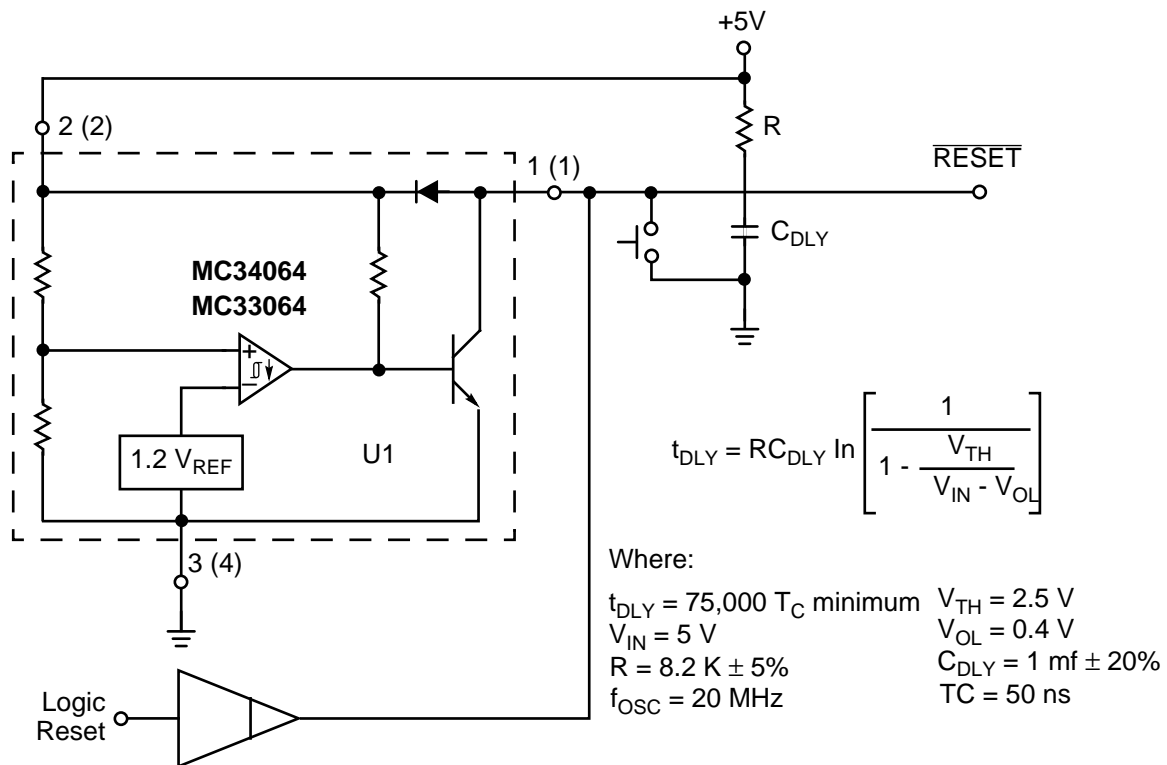 +5V
2 (2)
R
1 (1)
RESET
C_DLY
MC34064
MC33064
+
−
1.2 V_REF
U1
3 (4)
t_DLY = RC_DLY In [ 1 / (1 - V_TH / (V_IN - V_OL)) ]
Where:
t_DLY = 75,000 T_C minimum
V_IN = 5 V
R = 8.2 K ± 5%
f_OSC = 20 MHz
V_TH = 2.5 V
V_OL = 0.4 V
C_DLY = 1 mf ± 20%
TC = 50 ns
Logic
Reset